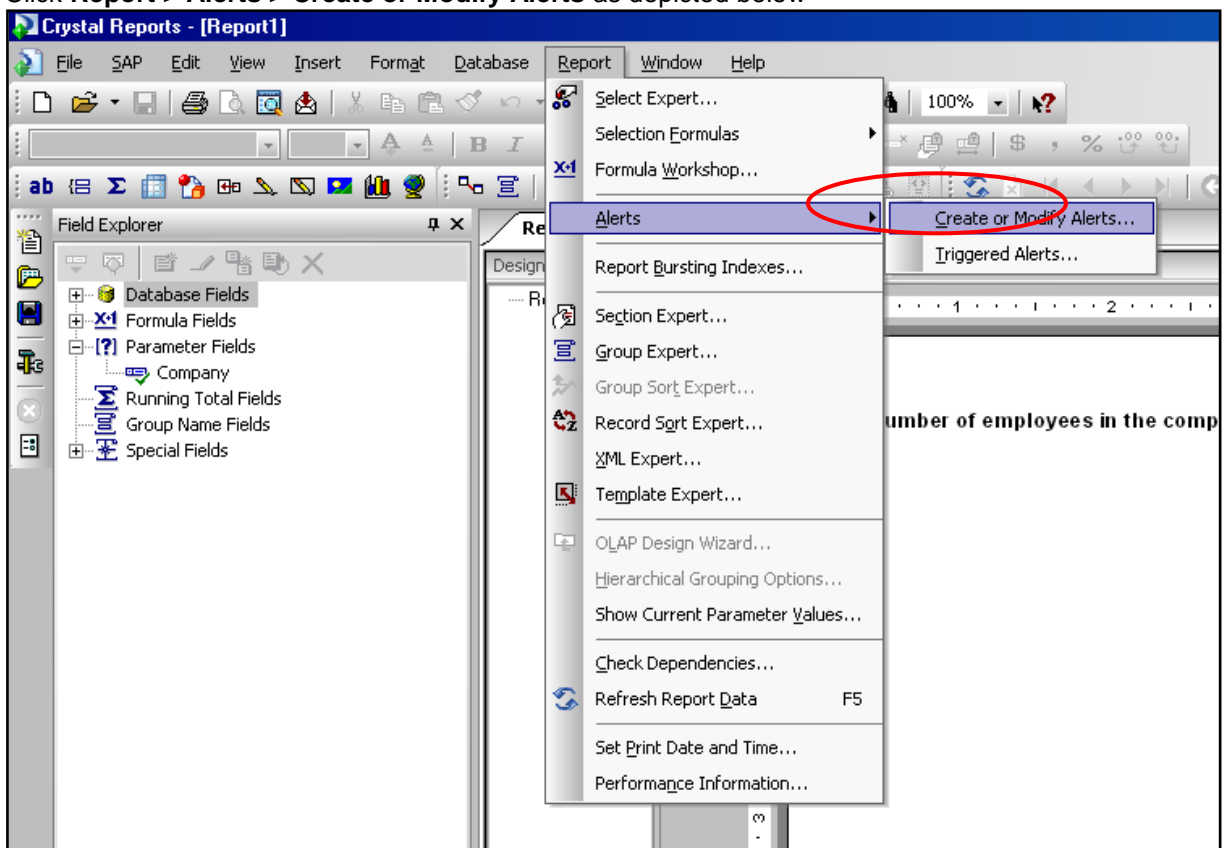 Click Report > Alerts > Create or Modify Alerts as depicted below
Crystal Reports - [Report1]
File SAP Edit View Insert Format Database Report Window Help
100%
B I
$ , %
ab
Field Explorer
Database Fields
Formula Fields
Parameter Fields
Company
Running Total Fields
Group Name Fields
Special Fields
Re
Design
Select Expert...
Selection Formulas
Formula Workshop...
Alerts
Create or Modify Alerts...
Triggered Alerts...
Report Bursting Indexes...
Section Expert...
Group Expert...
Group Sort Expert...
Record Sort Expert...
XML Expert...
Template Expert...
OLAP Design Wizard...
Hierarchical Grouping Options...
Show Current Parameter Values...
Check Dependencies...
Refresh Report Data F5
Set Print Date and Time...
Performance Information...
1 2
umber of employees in the comp
3